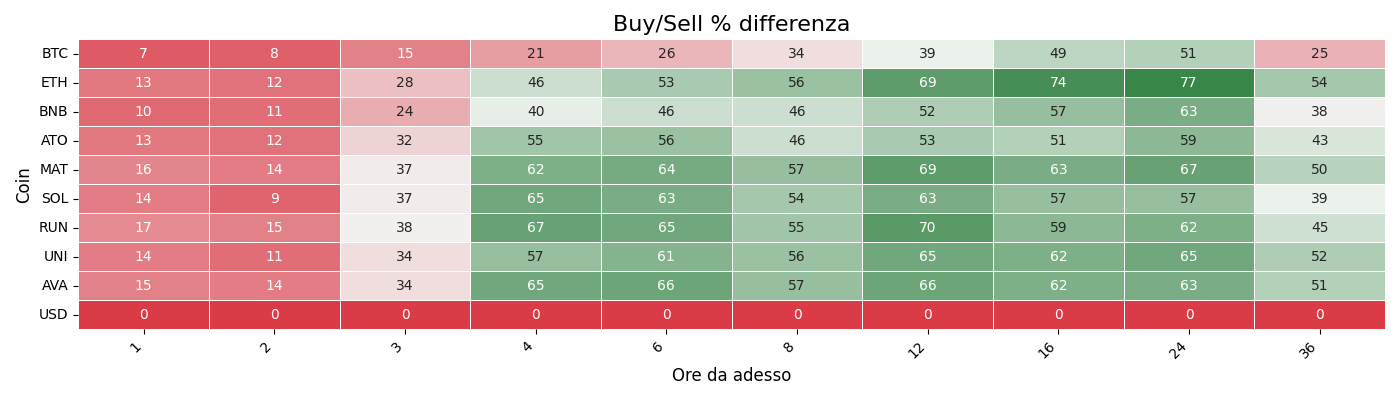 Buy/Sell % differenza
Coin
BTC 7 8 15 21 26 34 39 49 51 25
ETH 13 12 28 46 53 56 69 74 77 54
BNB 10 11 24 40 46 46 52 57 63 38
ATO 13 12 32 55 56 46 53 51 59 43
MAT 16 14 37 62 64 57 69 63 67 50
SOL 14 9 37 65 63 54 63 57 57 39
RUN 17 15 38 67 65 55 70 59 62 45
UNI 14 11 34 57 61 56 65 62 65 52
AVA 15 14 34 65 66 57 66 62 63 51
USD 0 0 0 0 0 0 0 0 0 0
1 2 3 4 6 8 12 16 24 36
Ore da adesso